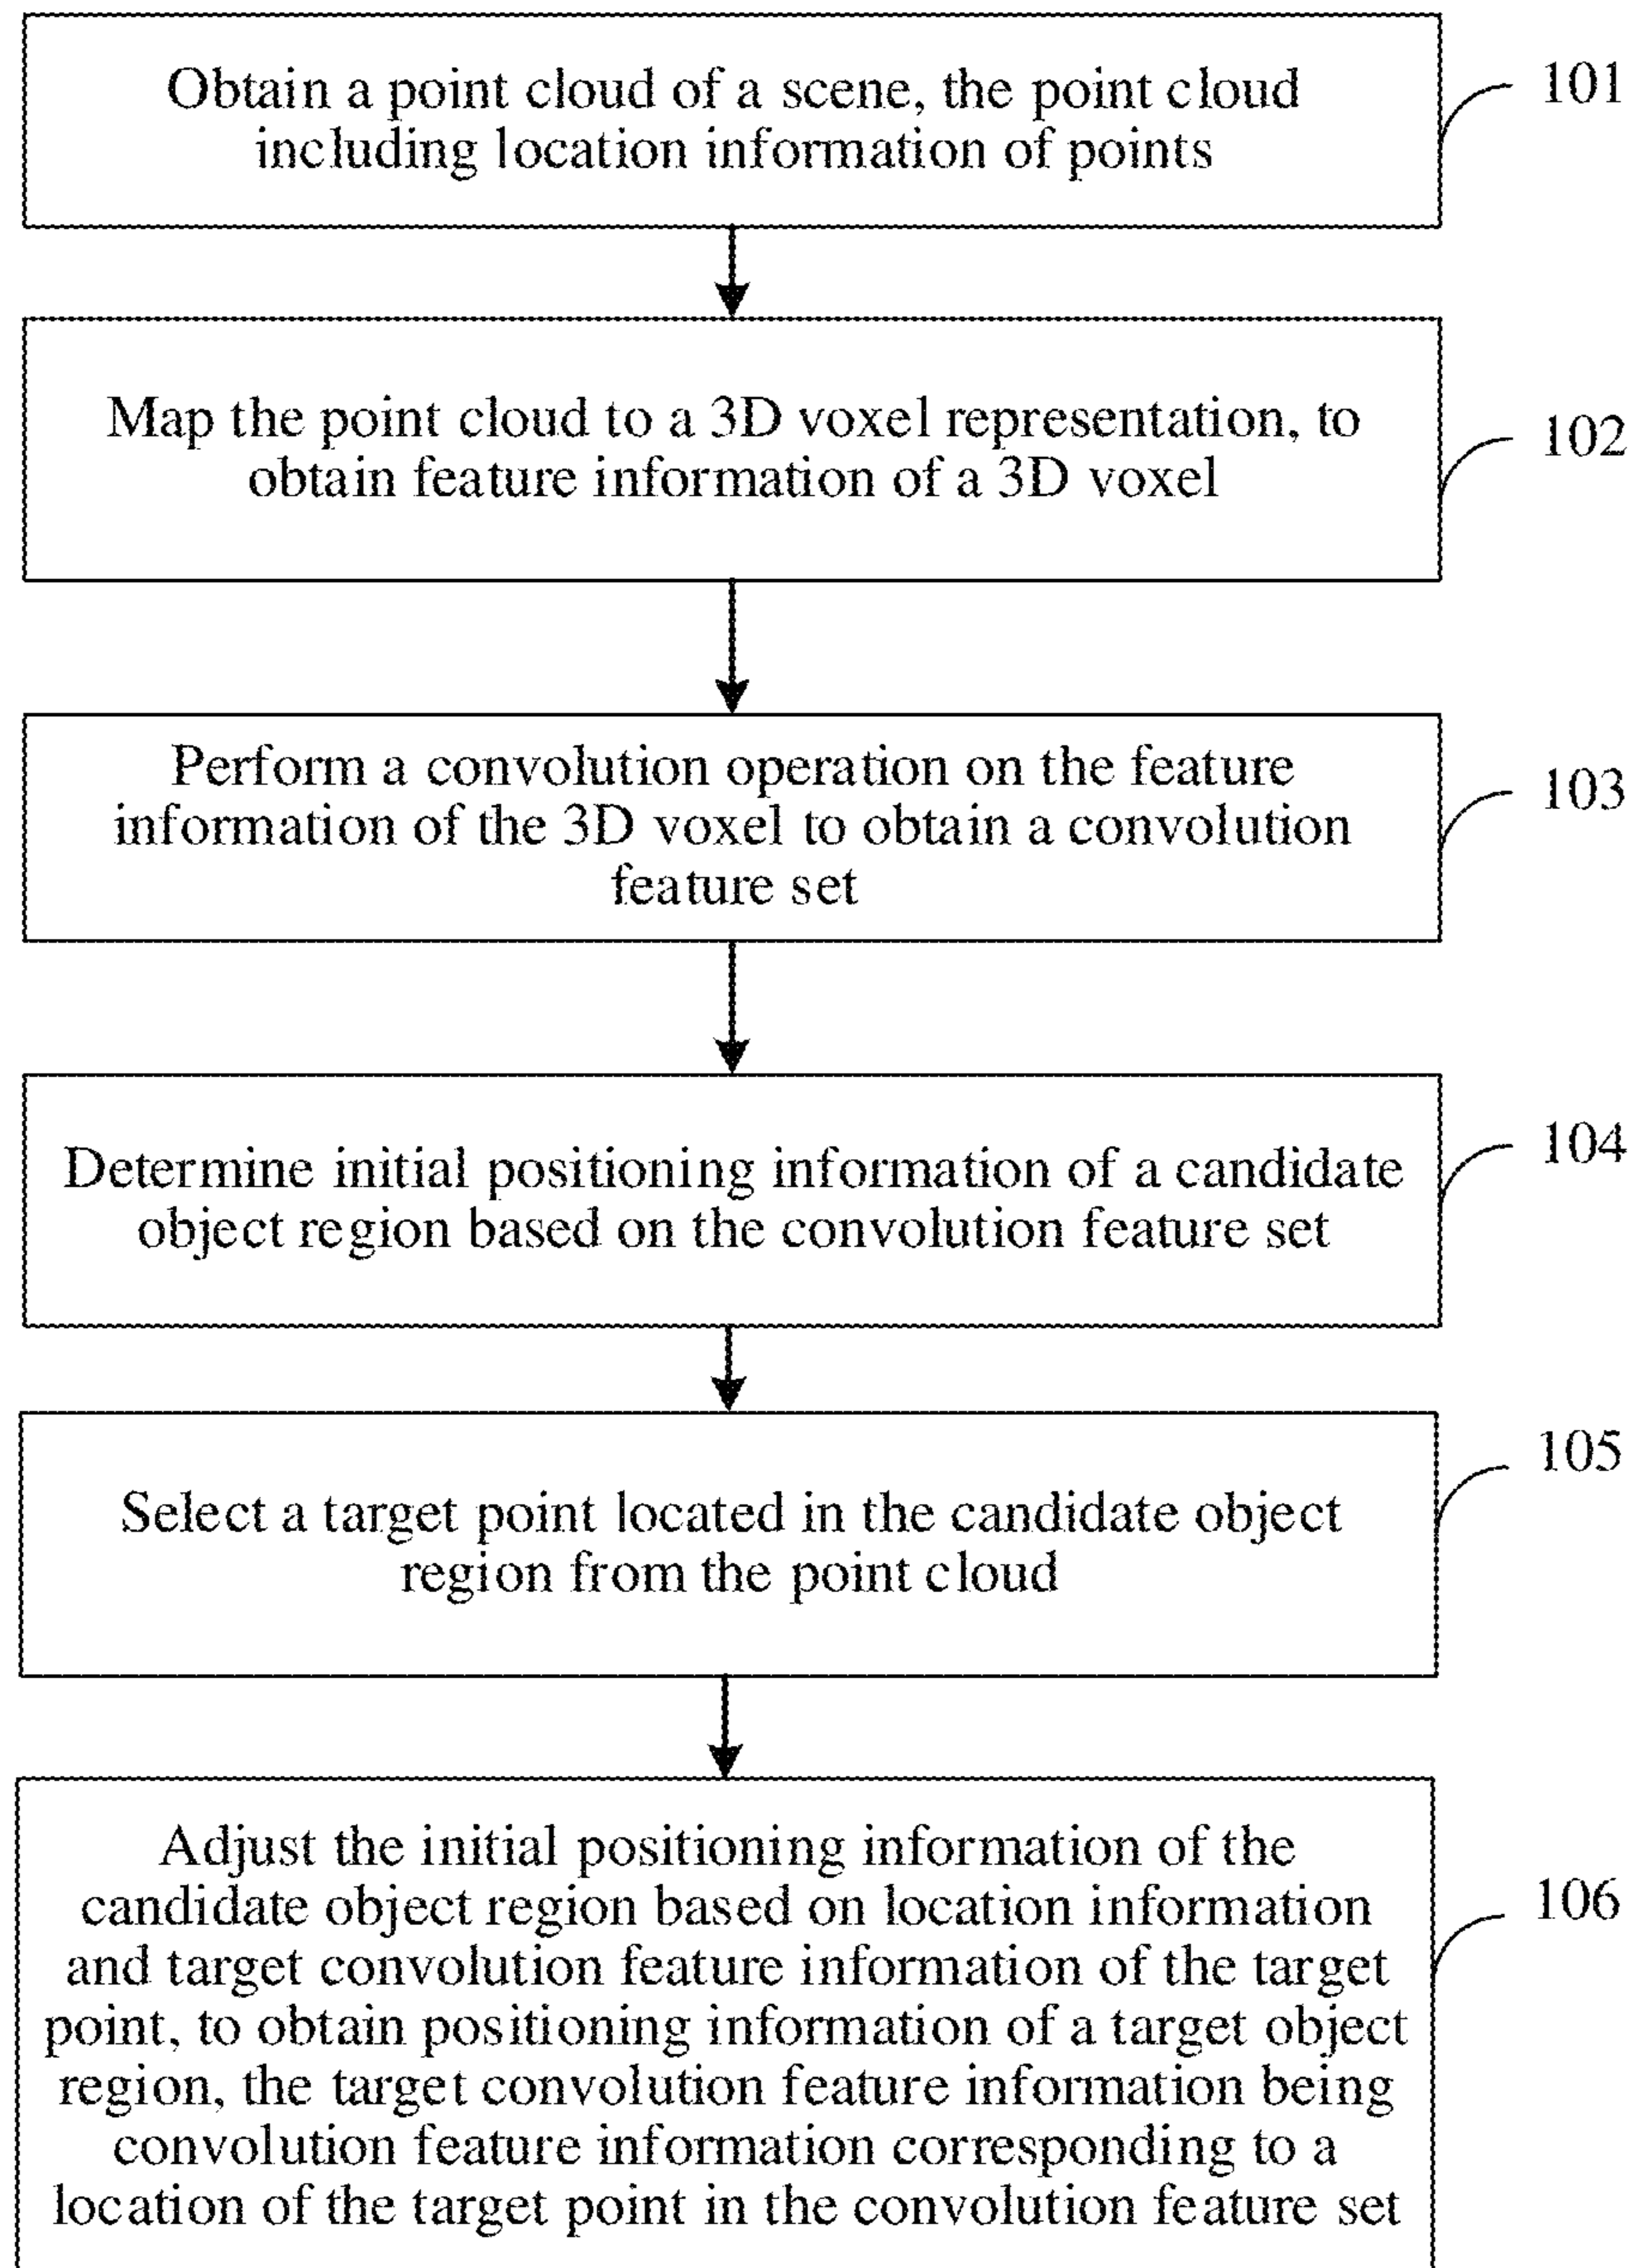 Obtain a point cloud of a scene, the point cloud
including location information of points
101
Map the point cloud to a 3D voxel representation, to
obtain feature information of a 3D voxel
102
Perform a convolution operation on the feature
information of the 3D voxel to obtain a convolution
feature set
103
Determine initial positioning information of a candidate
object region based on the convolution feature set
104
Select a target point located in the candidate object
region from the point cloud
105
Adjust the initial positioning information of the
candidate object region based on location information
and target convolution feature information of the target
point, to obtain positioning information of a target object
region, the target convolution feature information being
convolution feature information corresponding to a
location of the target point in the convolution feature set
106